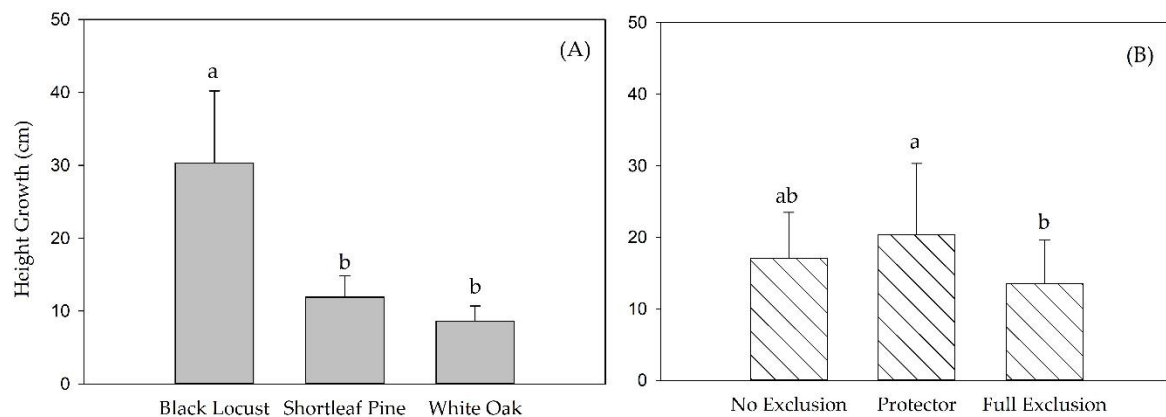 Height Growth (cm)
50
40
30
20
10
0
(A)
a
b
b
Black Locust
Shortleaf Pine
White Oak
50
40
30
20
10
0
(B)
ab
a
b
No Exclusion
Protector
Full Exclusion